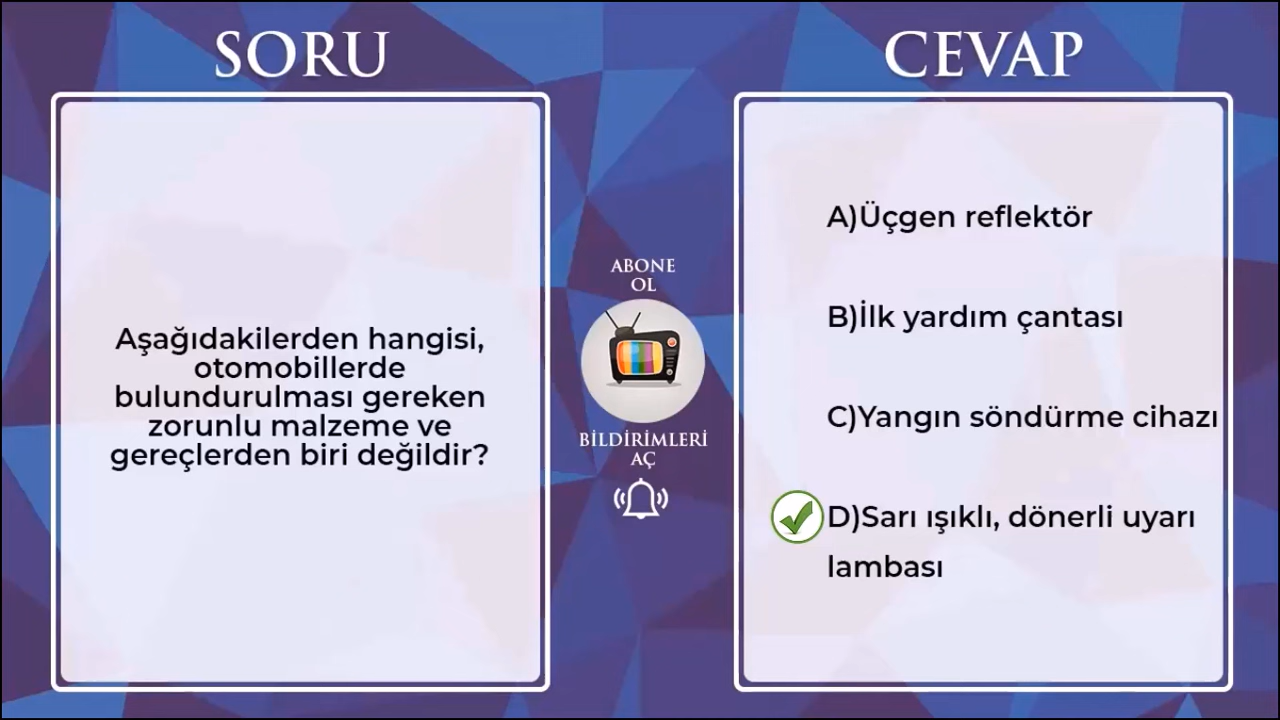 SORU
Aşağıdakilerden hangisi,
otomobillerde
bulundurulması gereken
zorunlu malzeme ve
gereçlerden biri değildir?
ABONE
OL
BİLDİRİMLERİ
AÇ
CEVAP
A)Üçgen reflektör
B)İlk yardım çantası
C)Yangın söndürme cihazı
D)Sarı ışıklı, dönerli uyarı
lambası